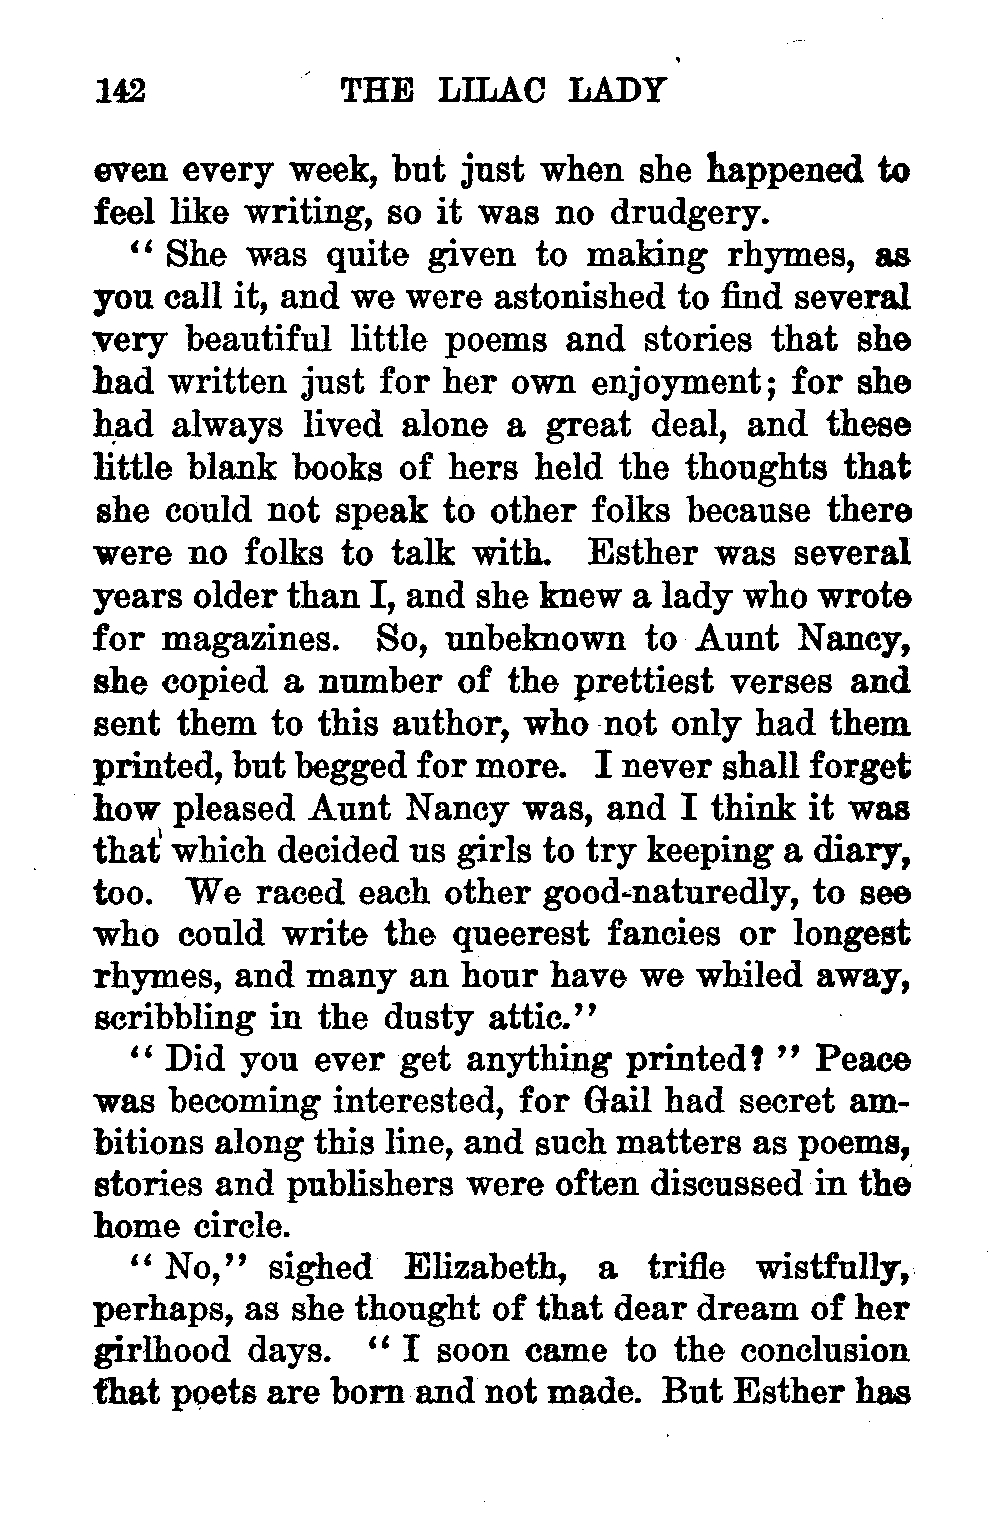 142 THE LILAC LADY
even every week, but just when she happened to
feel like writing, so it was no drudgery.
“ She was quite given to making rhymes, as
you call it, and we were astonished to find several
very beautiful little poems and stories that she
had written just for her own enjoyment; for she
had always lived alone a great deal, and these
little blank books of hers held the thoughts that
she could not speak to other folks because there
were no folks to talk with. Esther was several
years older than I, and she knew a lady who wrote
for magazines. So, unbeknown to Aunt Nancy,
she copied a number of the prettiest verses and
sent them to this author, who not only had them
printed, but begged for more. I never shall forget
how pleased Aunt Nancy was, and I think it was
that which decided us girls to try keeping a diary,
too. We raced each other good-naturedly, to see
who could write the queerest fancies or longest
rhymes, and many an hour have we whiled away,
scribbling in the dusty attic.”
“ Did you ever get anything printed? ” Peace
was becoming interested, for Gail had secret am-
bitions along this line, and such matters as poems,
stories and publishers were often discussed in the
home circle.
“ No,” sighed Elizabeth, a trifle wistfully,
perhaps, as she thought of that dear dream of her
girlhood days. “ I soon came to the conclusion
that poets are born and not made. But Esther has